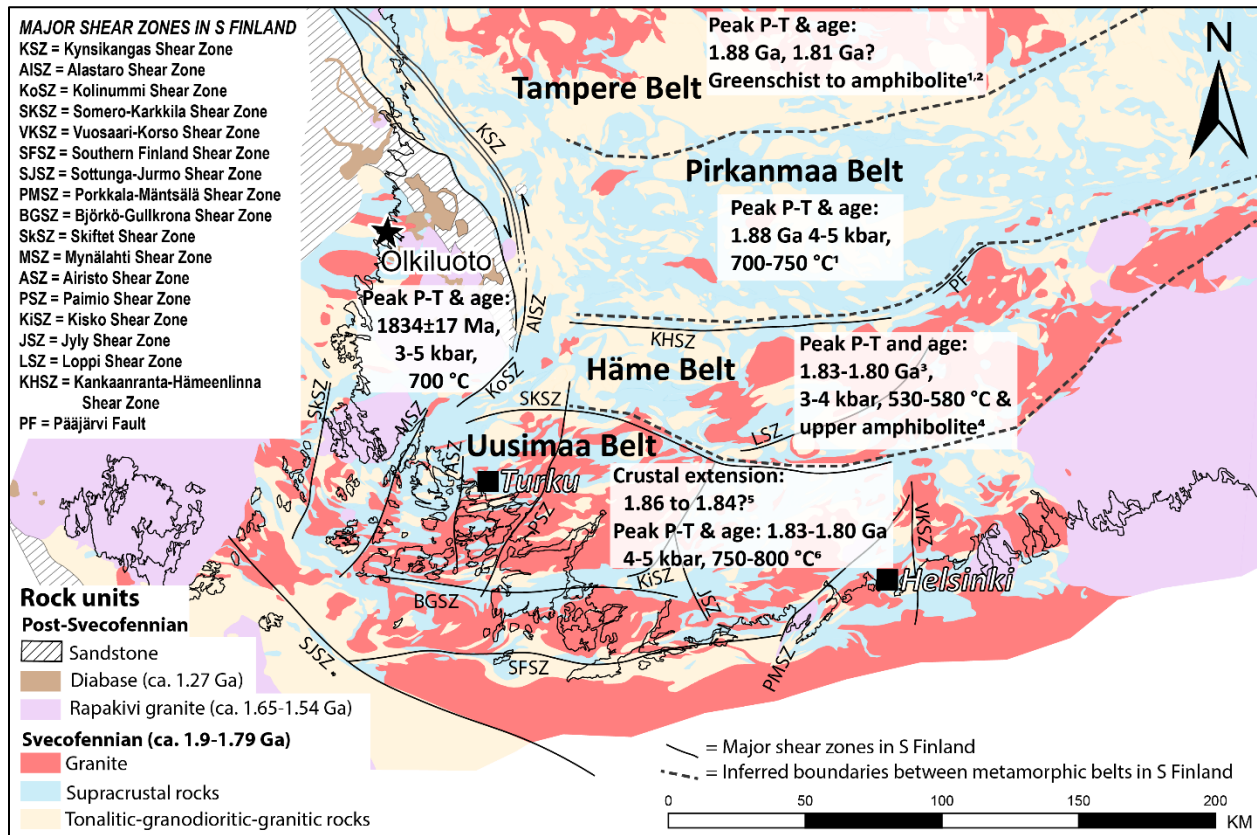 MAJOR SHEAR ZONES IN S FINLAND
KSZ = Kynsikangas Shear Zone
AlSZ = Alastaro Shear Zone
KoSZ = Kolinummi Shear Zone
SKSZ = Somero-Karkkila Shear Zone
VKSZ = Vuosaari-Korso Shear Zone
SFSZ = Southern Finland Shear Zone
SJSZ = Sottunga-Jurmo Shear Zone
PMSZ = Porkkala-Mäntsälä Shear Zone
BGSZ = Björkö-Gullkrona Shear Zone
SkSZ = Skiftet Shear Zone
MSZ = Mynälahti Shear Zone
ASZ = Airisto Shear Zone
PSZ = Paimio Shear Zone
KiSZ = Kisko Shear Zone
JSZ = Jyly Shear Zone
LSZ = Loppi Shear Zone
KHSZ = Kankaanranta-Hämeenlinna
Shear Zone
PF = Pääjärvi Fault
Peak P-T & age:
1.88 Ga, 1.81 Ga?
Greenschist to amphibolite¹,²
Tampere Belt
N
KSZ
Pirkanmaa Belt
Peak P-T & age:
1.88 Ga 4-5 kbar,
700-750 °C¹
Olkiluoto
Peak P-T & age:
1834±17 Ma,
3-5 kbar,
700 °C
AlSZ
PF
KHSZ
Häme Belt
Peak P-T and age:
1.83-1.80 Ga³,
3-4 kbar, 530-580 °C &
upper amphibolite⁴
KoSZ
SkSZ
MSZ
SKSZ
LSZ
Uusimaa Belt
ASZ
Turku
PSZ
Crustal extension:
1.86 to 1.84?⁵
Peak P-T & age: 1.83-1.80 Ga
4-5 kbar, 750-800 °C⁶
VKSZ
KiSZ
JSZ
Helsinki
BGSZ
SJSZ
SFSZ
PMSZ
Rock units
Post-Svecofennian
Sandstone
Diabase (ca. 1.27 Ga)
Rapakivi granite (ca. 1.65-1.54 Ga)
Svecofennian (ca. 1.9-1.79 Ga)
Granite
Supracrustal rocks
Tonalitic-granodioritic-granitic rocks
= Major shear zones in S Finland
= Inferred boundaries between metamorphic belts in S Finland
0 50 100 150 200
KM